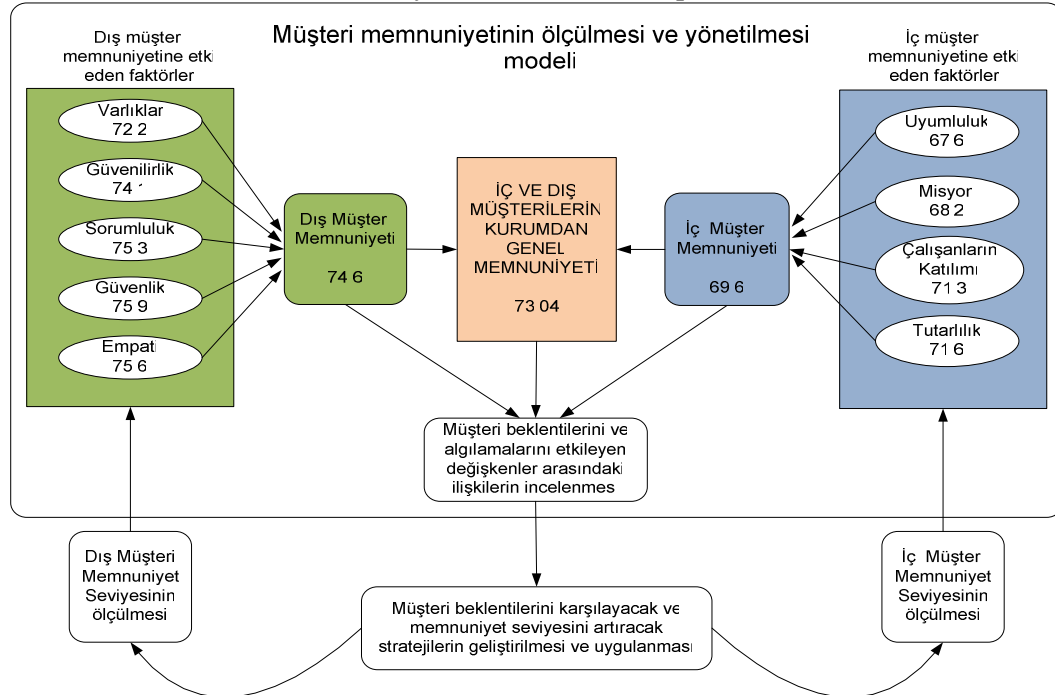 Müşteri memnuniyetinin ölçülmesi ve yönetilmesi
modeli
Dış müşter
memnuniyetine etki
eden faktörler
Varlıklar
72 2
Güvenilirlik
74 1
Sorumluluk
75 3
Güvenlik
75 9
Empati
75 6
Dış Müşter
Memnuniyeti
74 6
İÇ VE DIŞ
MÜŞTERİLERİN
KURUMDAN
GENEL
MEMNUNİYETİ
73 04
İç Müşter
Memnuniyeti
69 6
İç müşter
memnuniyetine etki
eden faktörler
Uyumluluk
67 6
Misyor
68 2
Çalışanların
Katılımı
71 3
Tutarlılık
71 6
Müşteri beklentilerini ve
algılamalarını etkileyen
değişkenler arasındaki
ilişkilerin incelenmes
Dış Müşteri
Memnuniyet
Seviyesinin
ölçülmesi
Müşteri beklentilerini karşılayacak ve
memnuniyet seviyesini artıracak
stratejilerin geliştirilmesi ve uygulanması
İç Müşter
Memnuniyet
Seviyesinin
ölçülmesi